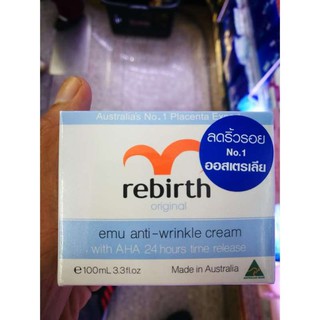 Australia's No.1 Placenta
ลดริ้วรอย
No.1
ออสเตรเลีย
rebirth
original
emu anti-wrinkle cream
with AHA 24 hours time release
e 100mL 3.3fl.oz
Made in Australia